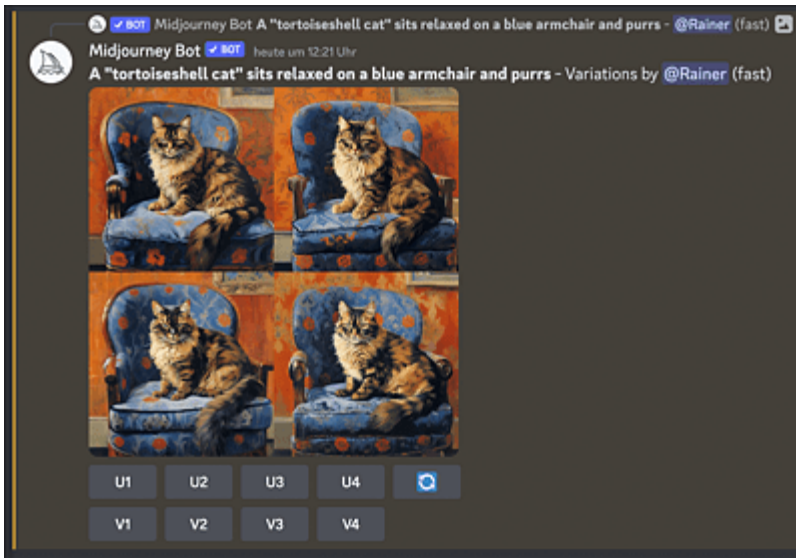 BOT Midjourney Bot A "tortoiseshell cat" sits relaxed on a blue armchair and purrs - @Rainer (fast)
Midjourney Bot BOT heute um 12:21 Uhr
A "tortoiseshell cat" sits relaxed on a blue armchair and purrs - Variations by @Rainer (fast)
U1 U2 U3 U4
V1 V2 V3 V4